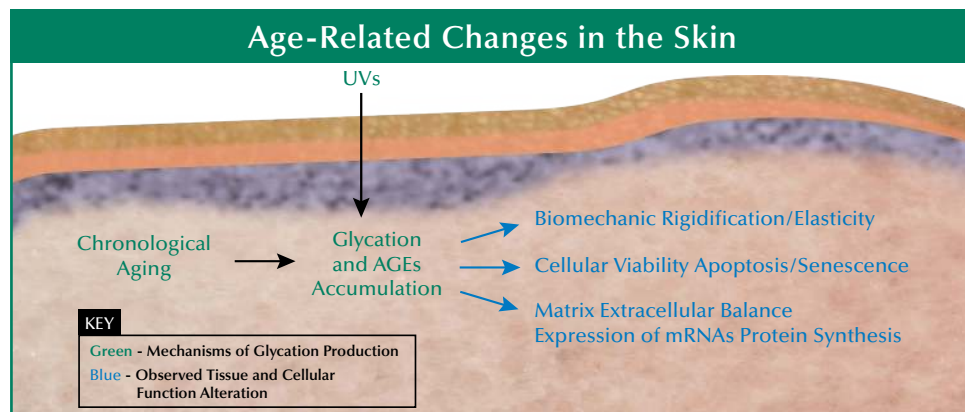 Age-Related Changes in the Skin
UVs
Chronological
Aging
Glycation
and AGEs
Accumulation
Biomechanic Rigidification/Elasticity
Cellular Viability Apoptosis/Senescence
Matrix Extracellular Balance
Expression of mRNAs Protein Synthesis
KEY
Green - Mechanisms of Glycation Production
Blue - Observed Tissue and Cellular
Function Alteration